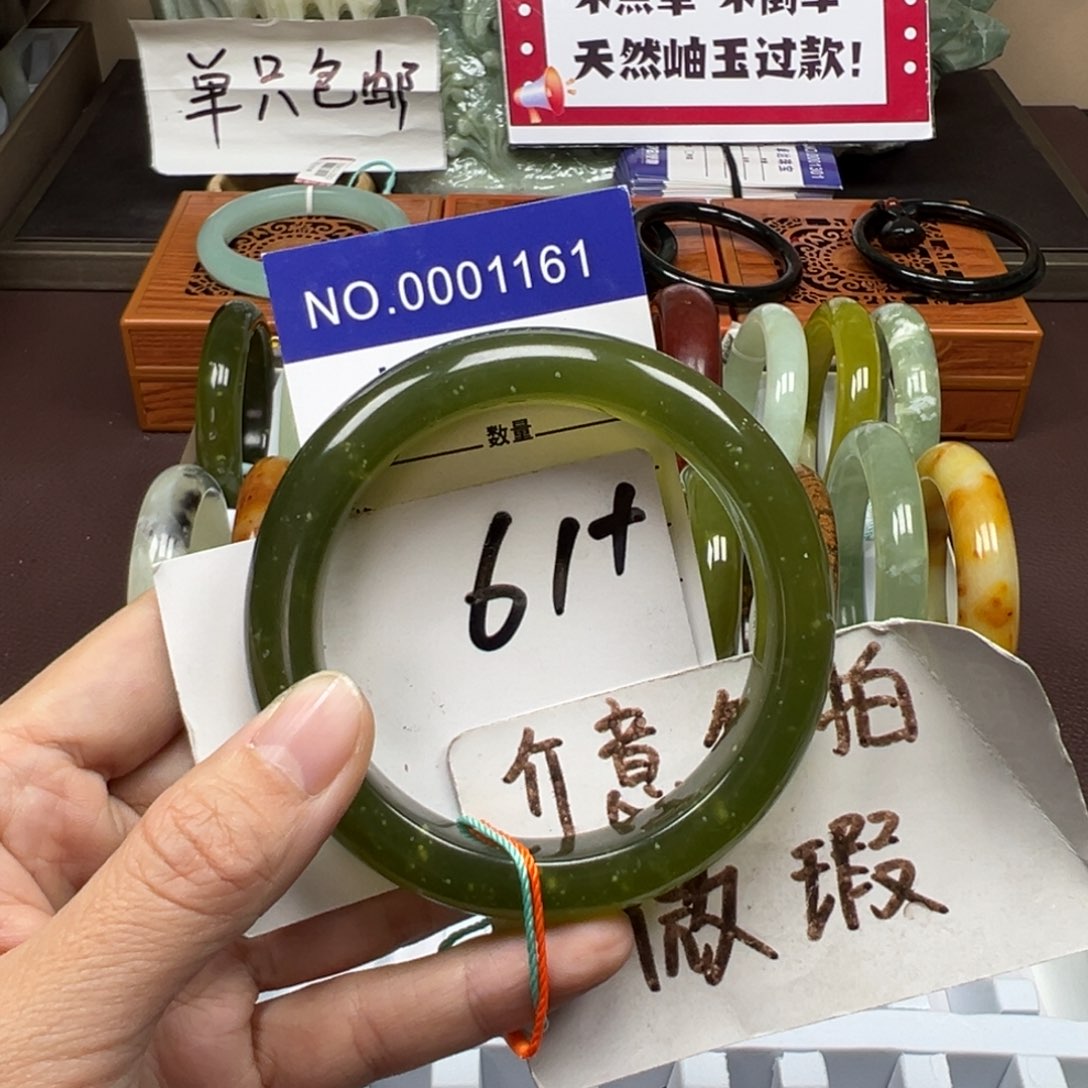 单只包邮
天然岫玉过款!
NO.0001161
数量
61+
介意 拍
微瑕